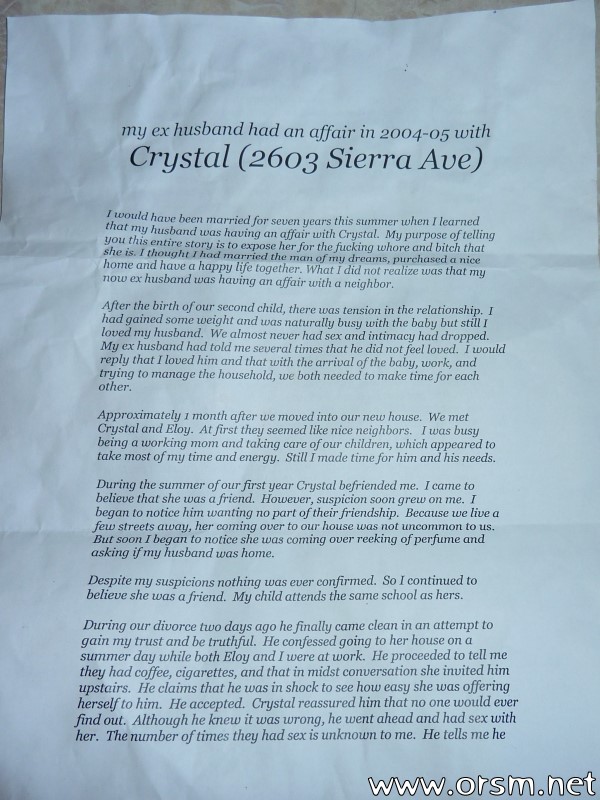 my ex husband had an affair in 2004-05 with
Crystal (2603 Sierra Ave)
I would have been married for seven years this summer when I learned
that my husband was having an affair with Crystal. My purpose of telling
you this entire story is to expose her for the fucking whore and bitch that
she is. I thought I had married the man of my dreams, purchased a nice
home and have a happy life together. What I did not realize was that my
now ex husband was having an affair with a neighbor.
After the birth of our second child, there was tension in the relationship. I
had gained some weight and was naturally busy with the baby but still I
loved my husband. We almost never had sex and intimacy had dropped.
My ex husband had told me several times that he did not feel loved. I would
reply that I loved him and that with the arrival of the baby, work, and
trying to manage the household, we both needed to make time for each
other.
Approximately 1 month after we moved into our new house. We met
Crystal and Eloy. At first they seemed like nice neighbors. I was busy
being a working mom and taking care of our children, which appeared to
take most of my time and energy. Still I made time for him and his needs.
During the summer of our first year Crystal befriended me. I came to
believe that she was a friend. However, suspicion soon grew on me. I
began to notice him wanting no part of their friendship. Because we live a
few streets away, her coming over to our house was not uncommon to us.
But soon I began to notice she was coming over reeking of perfume and
asking if my husband was home.
Despite my suspicions nothing was ever confirmed. So I continued to
believe she was a friend. My child attends the same school as hers.
During our divorce two days ago he finally came clean in an attempt to
gain my trust and be truthful. He confessed going to her house on a
summer day while both Eloy and I were at work. He proceeded to tell me
they had coffee, cigarettes, and that in midst conversation she invited him
upstairs. He claims that he was in shock to see how easy she was offering
herself to him. He accepted. Crystal reassured him that no one would ever
find out. Although he knew it was wrong, he went ahead and had sex with
her. The number of times they had sex is unknown to me. He tells me he
www.orsm.net